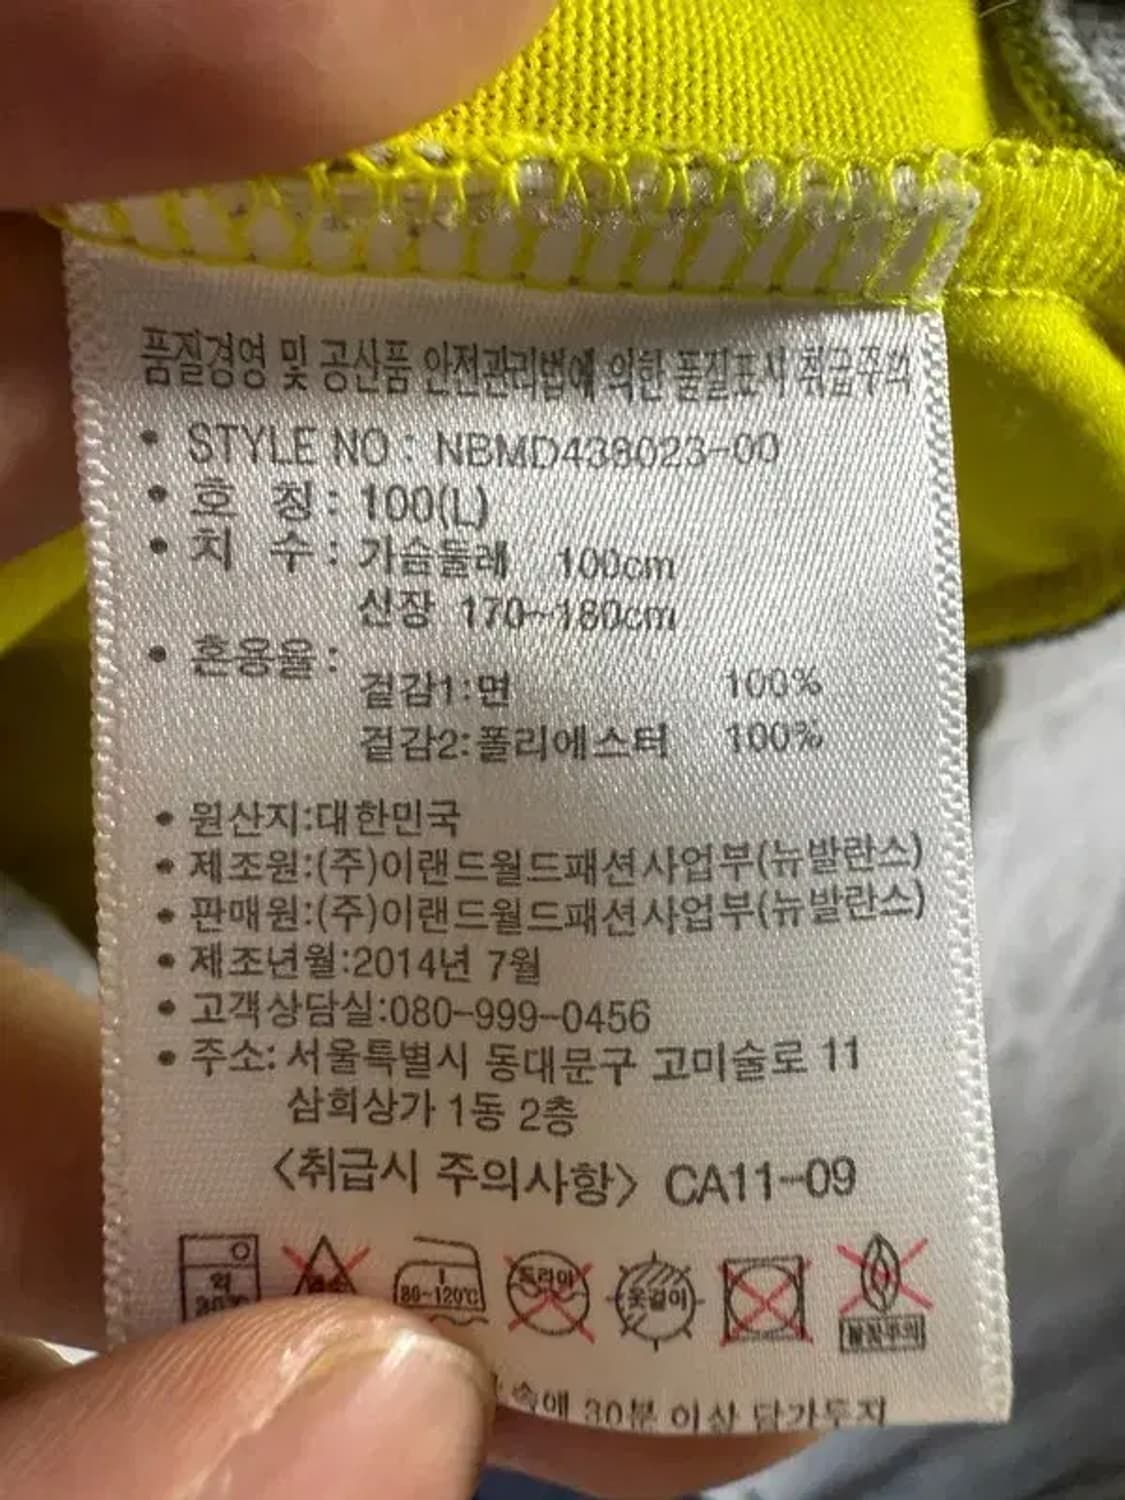 품질경영 및 공산품 안전관리법에 의한 품질표시 취급주의
• STYLE NO : NBMD438023-00
• 호 칭 : 100(L)
• 치 수 : 가슴둘레 100cm
신장 170~180cm
• 혼용율 :
겉감1:면 100%
겉감2:폴리에스터 100%
• 원산지:대한민국
• 제조원:(주)이랜드월드패션사업부(뉴발란스)
• 판매원:(주)이랜드월드패션사업부(뉴발란스)
• 제조년월:2014년 7월
• 고객상담실:080-999-0456
• 주소: 서울특별시 동대문구 고미술로 11
삼희상가 1동 2층
<취급시 주의사항> CA11-09
약 30℃ 80~120℃ 드라이 옷걸이
불꽃주의
속에 30분 이상 담가두지